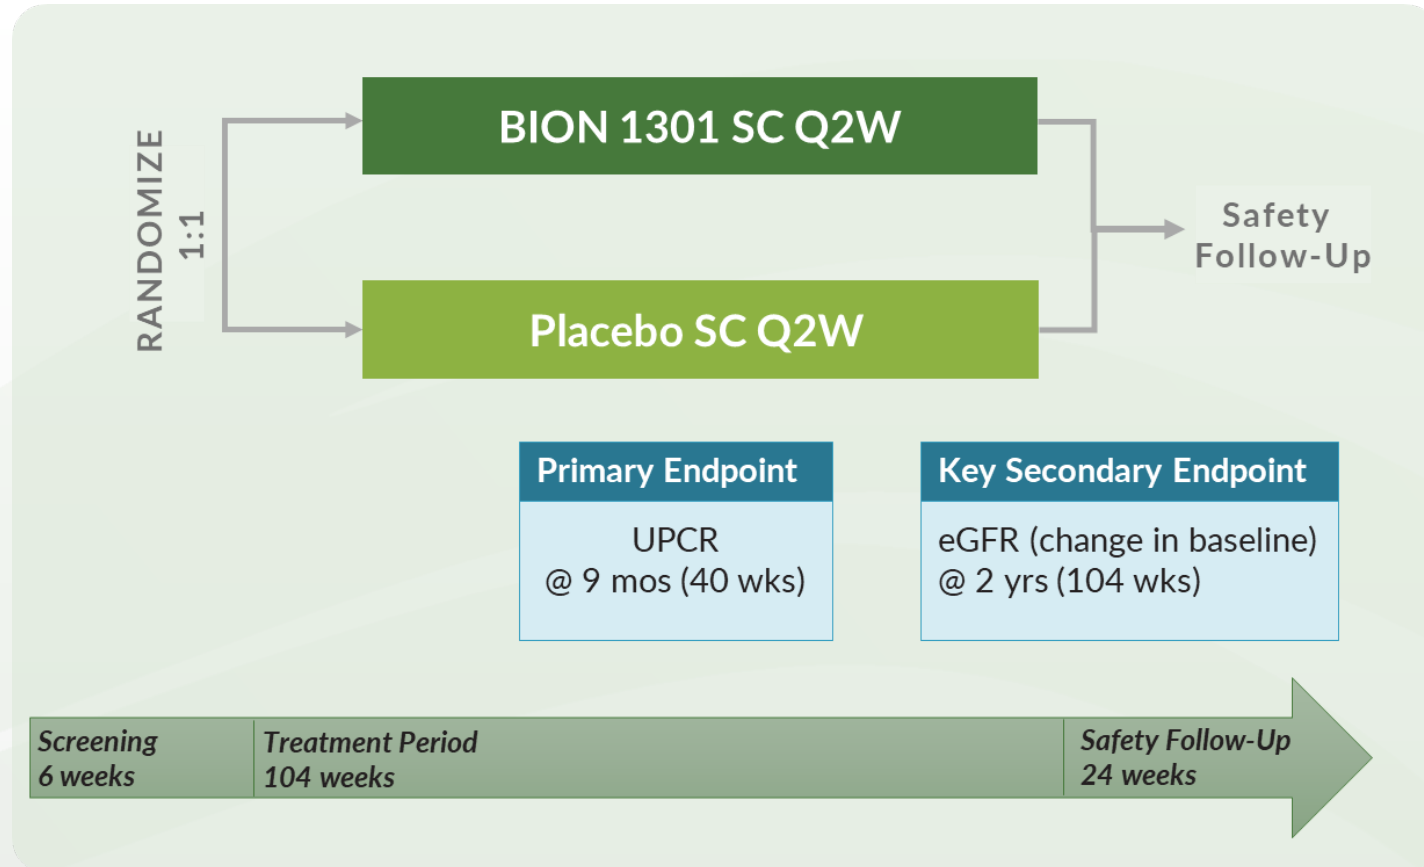 RANDOMIZE
1:1
BION 1301 SC Q2W
Placebo SC Q2W
Safety
Follow-Up
Primary Endpoint
UPCR
@ 9 mos (40 wks)
Key Secondary Endpoint
eGFR (change in baseline)
@ 2 yrs (104 wks)
Screening
6 weeks
Treatment Period
104 weeks
Safety Follow-Up
24 weeks